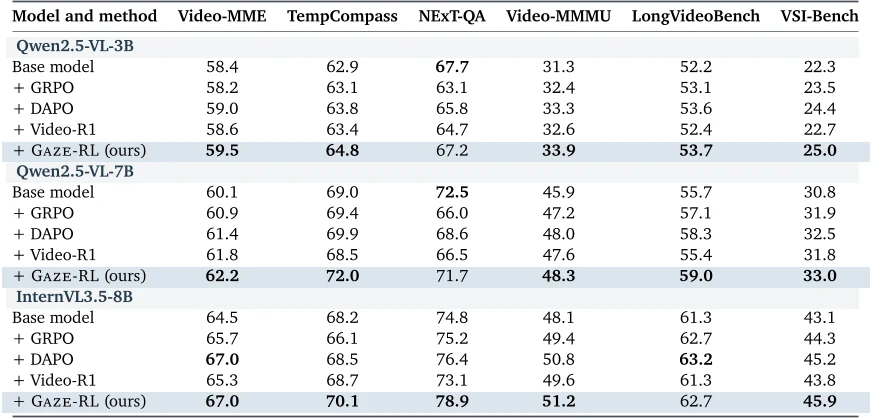 Model and method Video-MME TempCompass NExT-QA Video-MMMU LongVideoBench VSI-Bench
Qwen2.5-VL-3B
Base model 58.4 62.9 67.7 31.3 52.2 22.3
+ GRPO 58.2 63.1 63.1 32.4 53.1 23.5
+ DAPO 59.0 63.8 65.8 33.3 53.6 24.4
+ Video-R1 58.6 63.4 64.7 32.6 52.4 22.7
+ GAZE-RL (ours) 59.5 64.8 67.2 33.9 53.7 25.0
Qwen2.5-VL-7B
Base model 60.1 69.0 72.5 45.9 55.7 30.8
+ GRPO 60.9 69.4 66.0 47.2 57.1 31.9
+ DAPO 61.4 69.9 68.6 48.0 58.3 32.5
+ Video-R1 61.8 68.5 66.5 47.6 55.4 31.8
+ GAZE-RL (ours) 62.2 72.0 71.7 48.3 59.0 33.0
InternVL3.5-8B
Base model 64.5 68.2 74.8 48.1 61.3 43.1
+ GRPO 65.7 66.1 75.2 49.4 62.7 44.3
+ DAPO 67.0 68.5 76.4 50.8 63.2 45.2
+ Video-R1 65.3 68.7 73.1 49.6 61.3 43.8
+ GAZE-RL (ours) 67.0 70.1 78.9 51.2 62.7 45.9